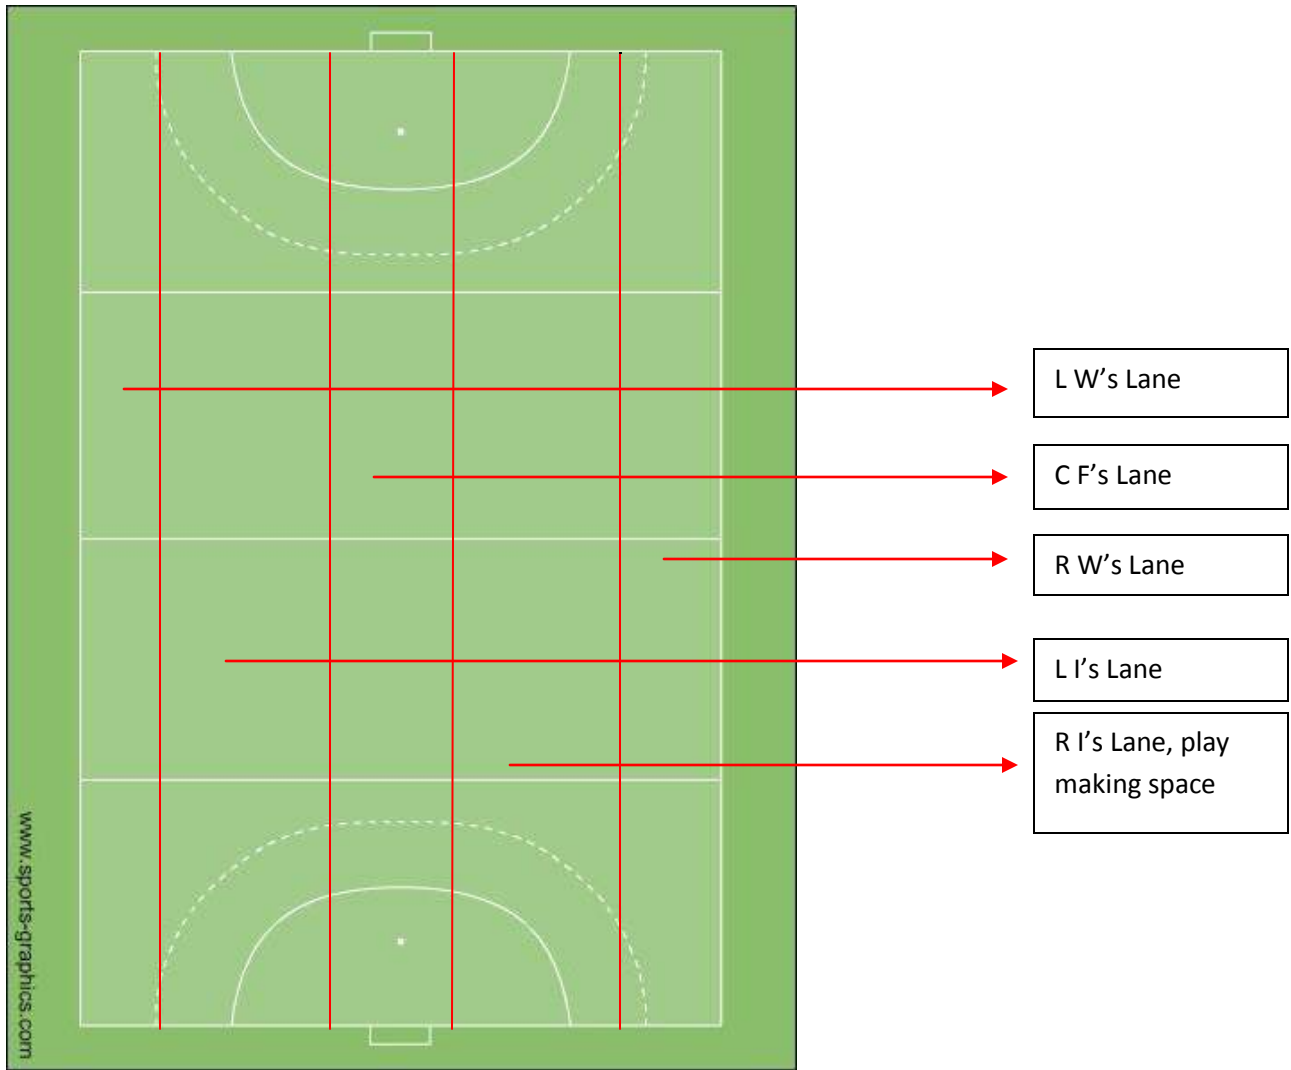 L W’s Lane
C F’s Lane
R W’s Lane
L I’s Lane
R I’s Lane, play
making space
www.sports-graphics.com